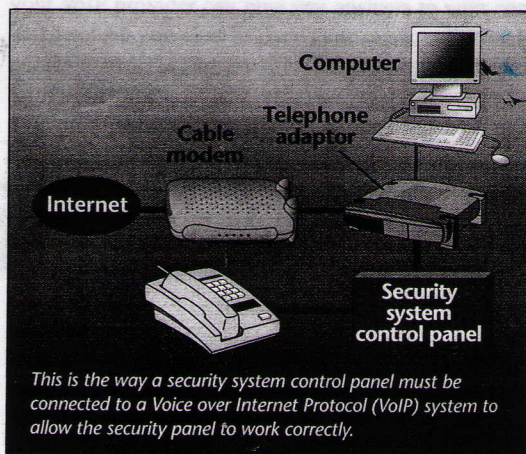 Computer
Telephone
adaptor
Cable
modem
Internet
Security
system
control panel
This is the way a security system control panel must be
connected to a Voice over Internet Protocol (VoIP) system to
allow the security panel to work correctly.